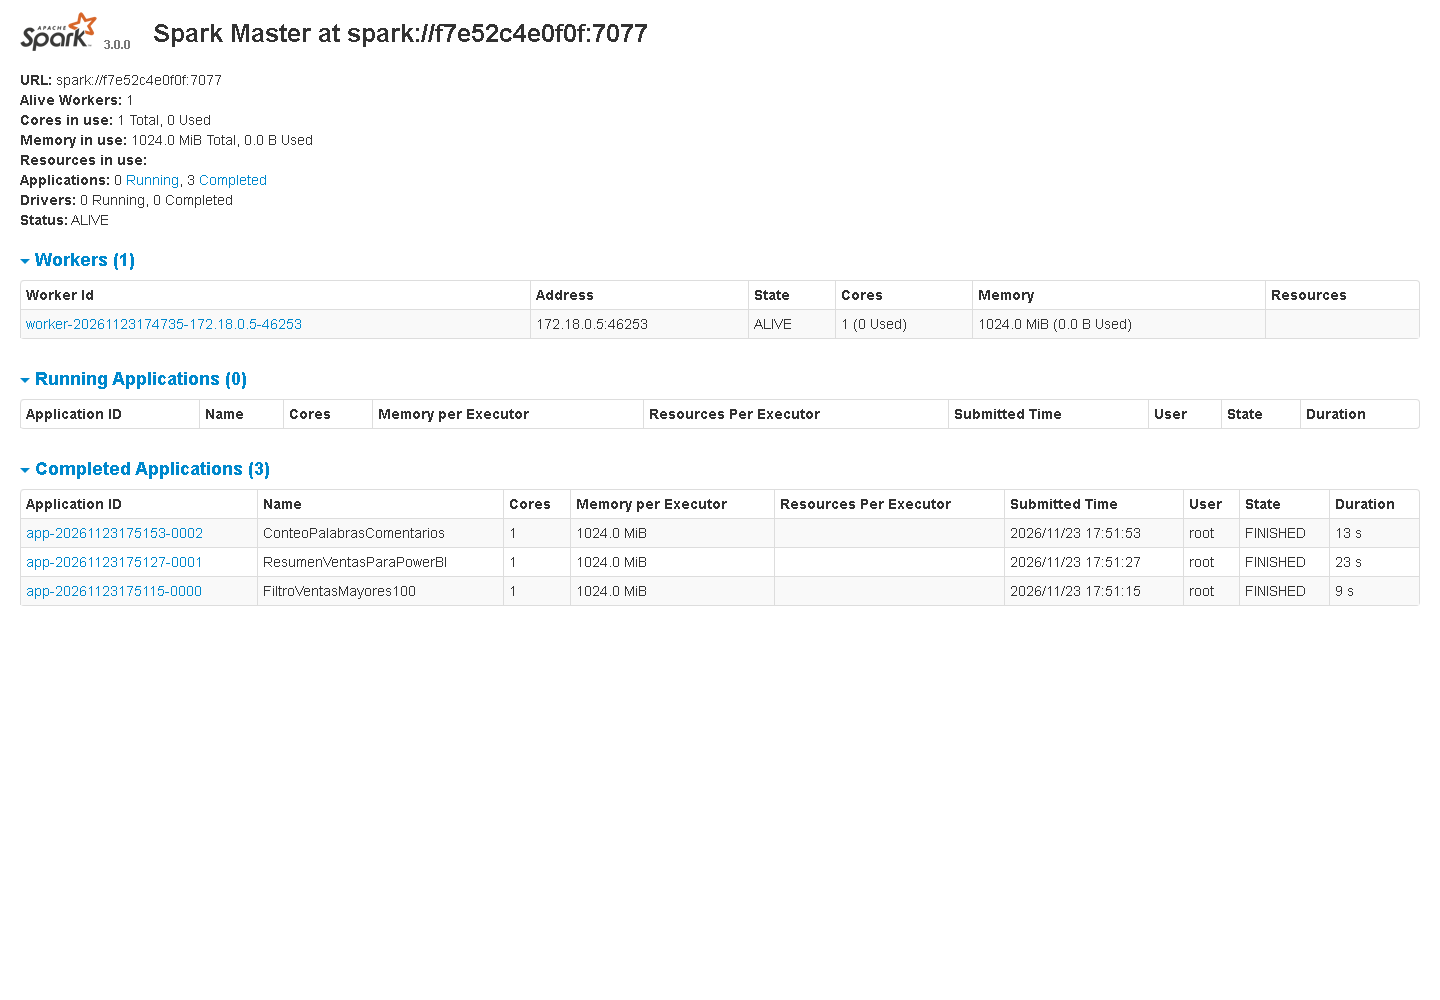 APACHE
Spark 3.0.0 Spark Master at spark://f7e52c4e0f0f:7077
URL: spark://f7e52c4e0f0f:7077
Alive Workers: 1
Cores in use: 1 Total, 0 Used
Memory in use: 1024.0 MiB Total, 0.0 B Used
Resources in use:
Applications: 0 Running, 3 Completed
Drivers: 0 Running, 0 Completed
Status: ALIVE
Workers (1)
Worker Id Address State Cores Memory Resources
worker-20261123174735-172.18.0.5-46253 172.18.0.5:46253 ALIVE 1 (0 Used) 1024.0 MiB (0.0 B Used)
Running Applications (0)
Application ID Name Cores Memory per Executor Resources Per Executor Submitted Time User State Duration
Completed Applications (3)
Application ID Name Cores Memory per Executor Resources Per Executor Submitted Time User State Duration
app-20261123175153-0002 ConteoPalabrasComentarios 1 1024.0 MiB 2026/11/23 17:51:53 root FINISHED 13 s
app-20261123175127-0001 ResumenVentasParaPowerBI 1 1024.0 MiB 2026/11/23 17:51:27 root FINISHED 23 s
app-20261123175115-0000 FiltroVentasMayores100 1 1024.0 MiB 2026/11/23 17:51:15 root FINISHED 9 s